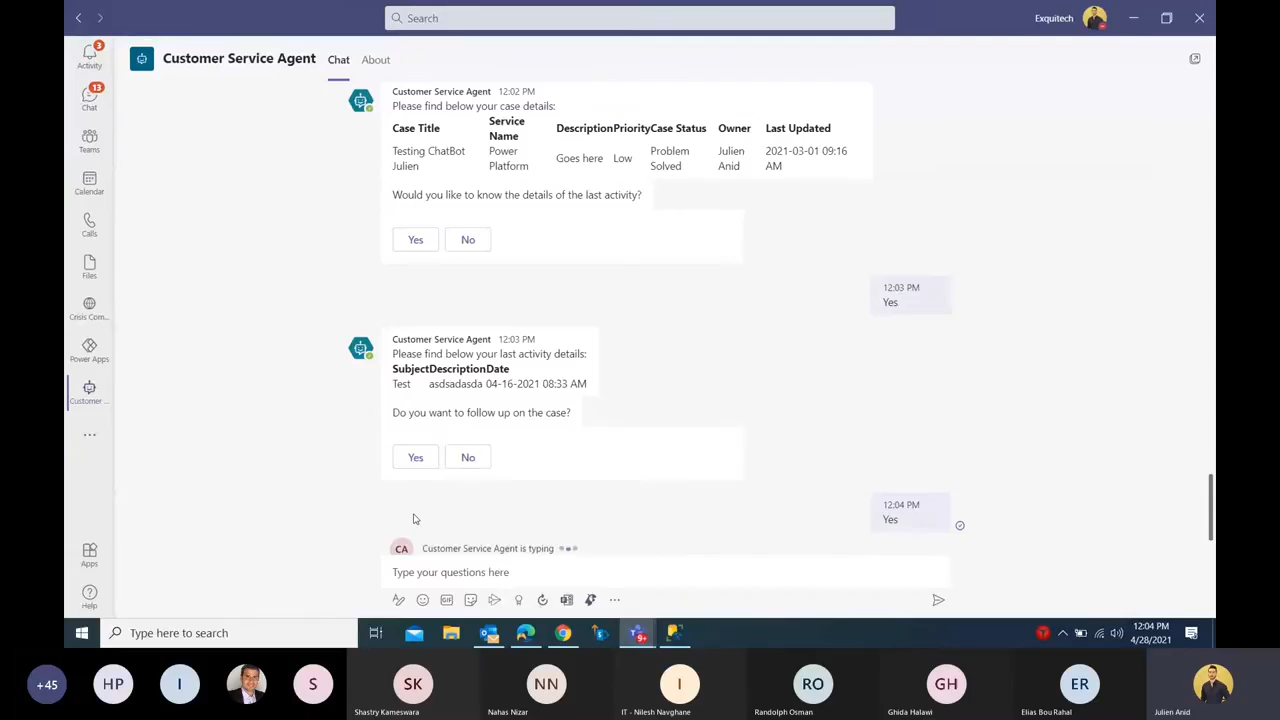 Search
Exquitech
Customer Service Agent Chat About
3
Activity
13
Chat
Teams
Calendar
Calls
Files
Crisis Com...
Power Apps
Customer ...
Apps
Help
Customer Service Agent 12:02 PM
Please find below your case details:
Case Title Service Name Description Priority Case Status Owner Last Updated
Testing ChatBot Julien Power Platform Goes here Low Problem Solved Julien Anid 2021-03-01 09:16 AM
Would you like to know the details of the last activity?
Yes No
12:03 PM
Yes
Customer Service Agent 12:03 PM
Please find below your last activity details:
SubjectDescriptionDate
Test asdsadasda 04-16-2021 08:33 AM
Do you want to follow up on the case?
Yes No
12:04 PM
Yes
CA Customer Service Agent is typing
Type your questions here
GIF
Type here to search
9+
12:04 PM
4/28/2021
+45 HP I S SK NN I RO GH ER
Shastry Kameswara Nahas Nizar IT - Nilesh Navghane Randolph Osman Ghida Halawi Elias Bou Rahal Julien Anid